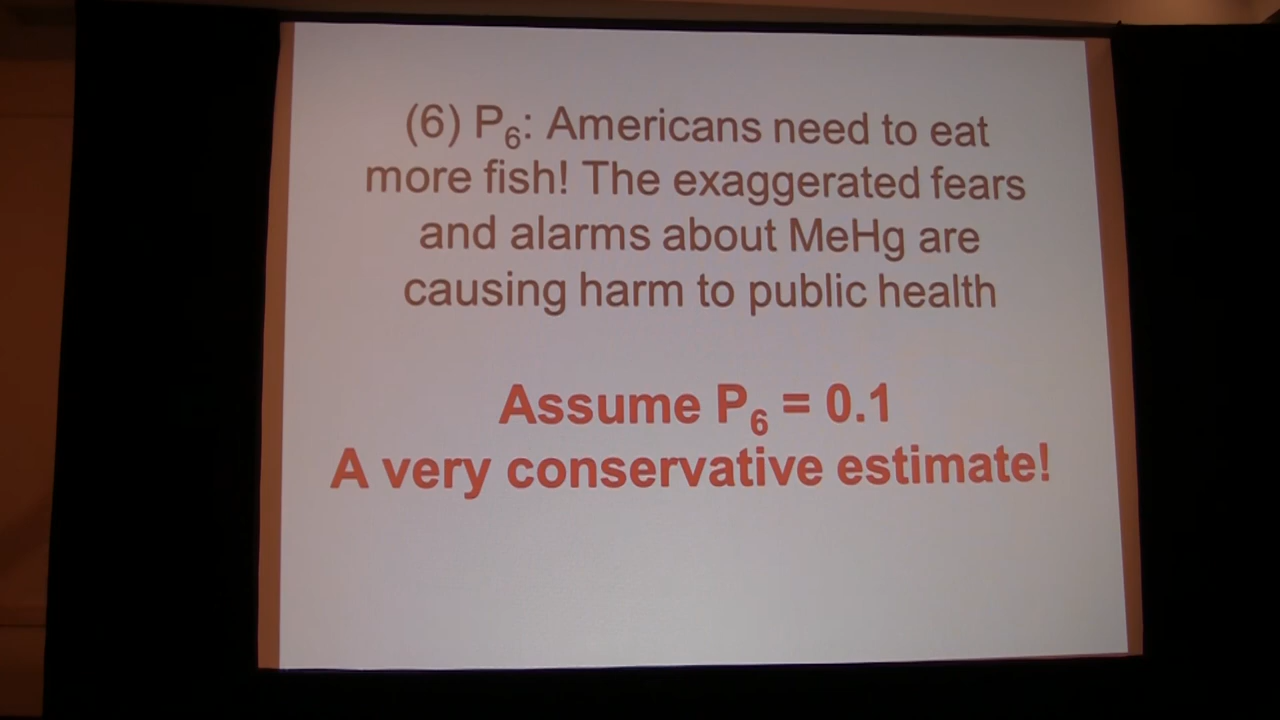 (6) P₆: Americans need to eat
more fish! The exaggerated fears
and alarms about MeHg are
causing harm to public health
Assume P₆ = 0.1
A very conservative estimate!